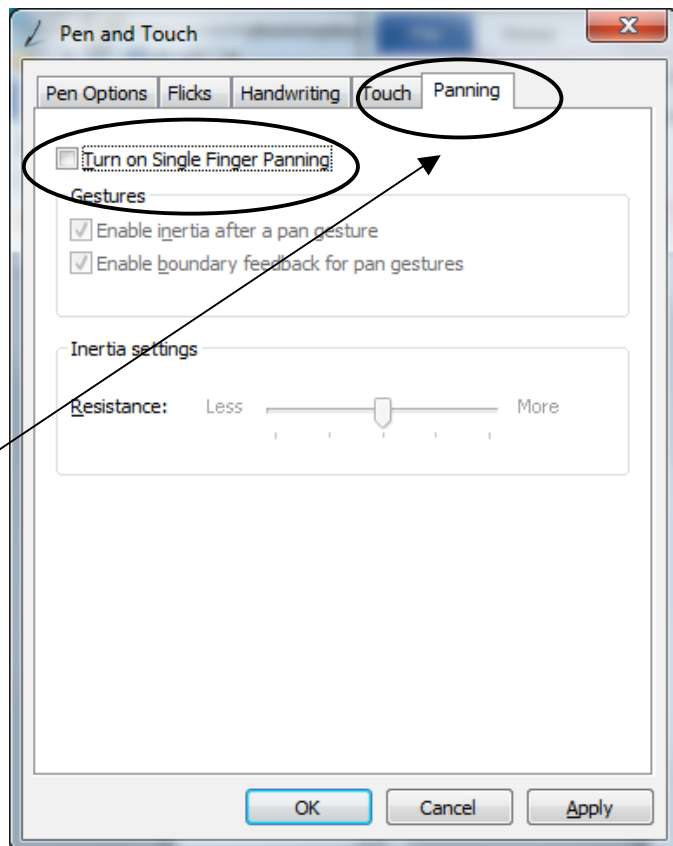 Pen and Touch
Pen Options Flicks Handwriting Touch Panning
Turn on Single Finger Panning
Gestures
Enable inertia after a pan gesture
Enable boundary feedback for pan gestures
Inertia settings
Resistance: Less More
OK Cancel Apply